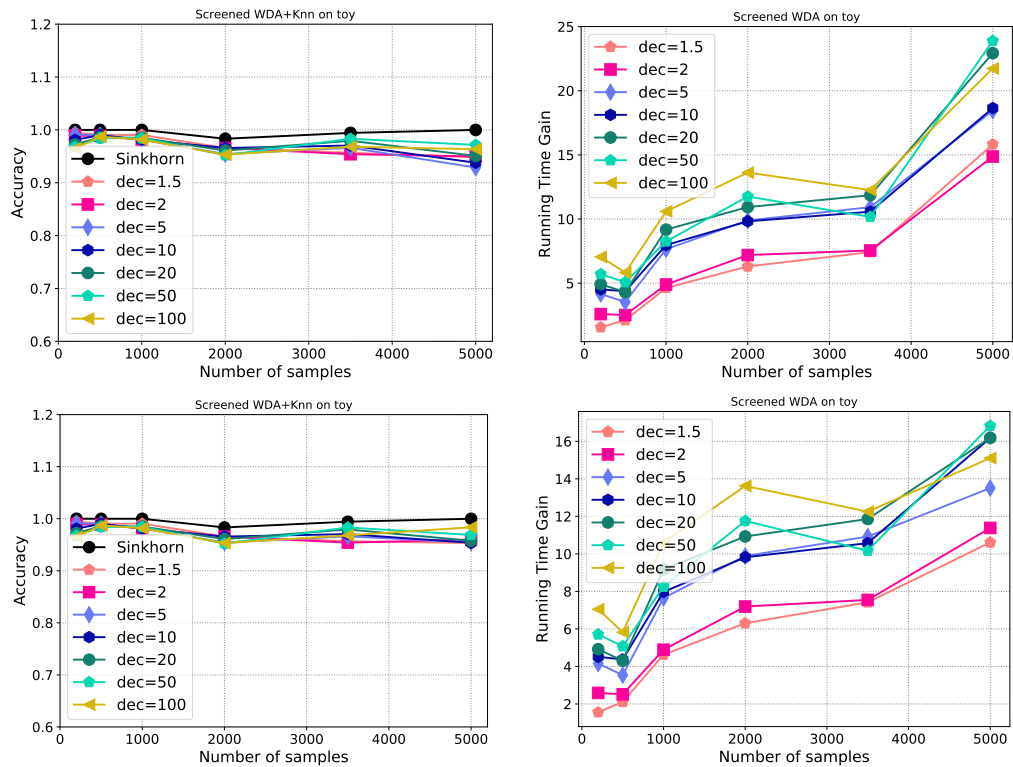 Screened WDA+Knn on toy
1.2
1.1
1.0
0.9
0.8
0.7
0.6
Accuracy
Sinkhorn
dec=1.5
dec=2
dec=5
dec=10
dec=20
dec=50
dec=100
0 1000 2000 3000 4000 5000
Number of samples
Screened WDA on toy
25
20
15
10
5
Running Time Gain
dec=1.5
dec=2
dec=5
dec=10
dec=20
dec=50
dec=100
0 1000 2000 3000 4000 5000
Number of samples
Screened WDA+Knn on toy
1.2
1.1
1.0
0.9
0.8
0.7
0.6
Accuracy
Sinkhorn
dec=1.5
dec=2
dec=5
dec=10
dec=20
dec=50
dec=100
0 1000 2000 3000 4000 5000
Number of samples
Screened WDA on toy
16
14
12
10
8
6
4
2
Running Time Gain
dec=1.5
dec=2
dec=5
dec=10
dec=20
dec=50
dec=100
0 1000 2000 3000 4000 5000
Number of samples